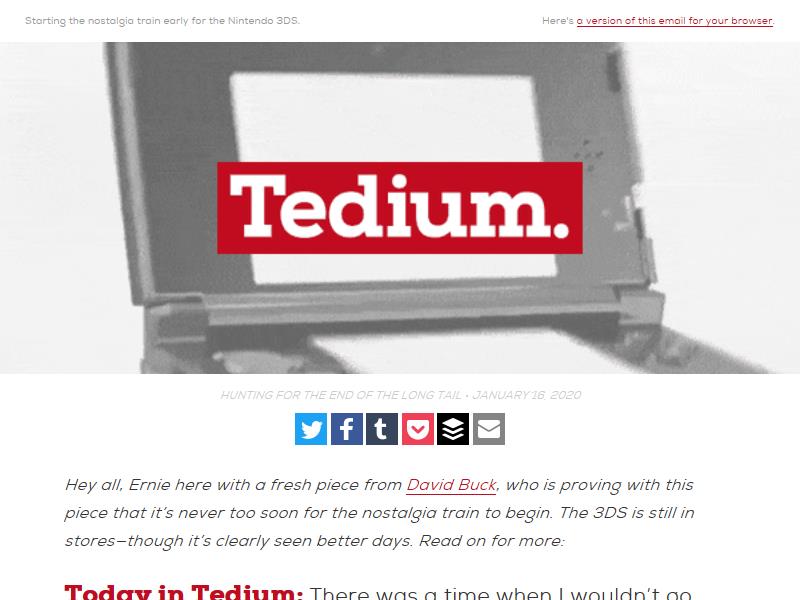 Starting the nostalgia train early for the Nintendo 3DS.
Here's a version of this email for your browser.
Tedium.
HUNTING FOR THE END OF THE LONG TAIL • JANUARY 16, 2020
Hey all, Ernie here with a fresh piece from David Buck, who is proving with this
piece that it's never too soon for the nostalgia train to begin. The 3DS is still in
stores—though it's clearly seen better days. Read on for more:
Today in Tedium: There was a time when I wouldn't go